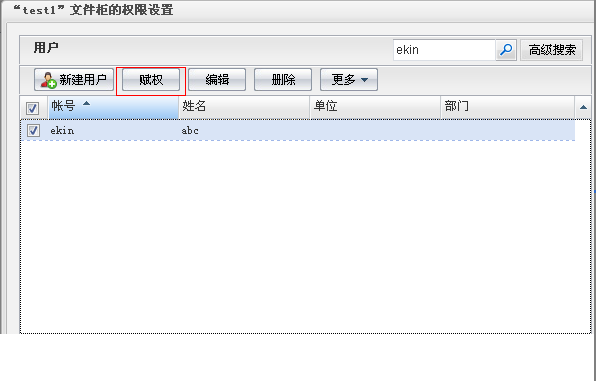 “test1”文件柜的权限设置
用户 ekin 高级搜索
新建用户 赋权 编辑 删除 更多
帐号 姓名 单位 部门
ekin abc